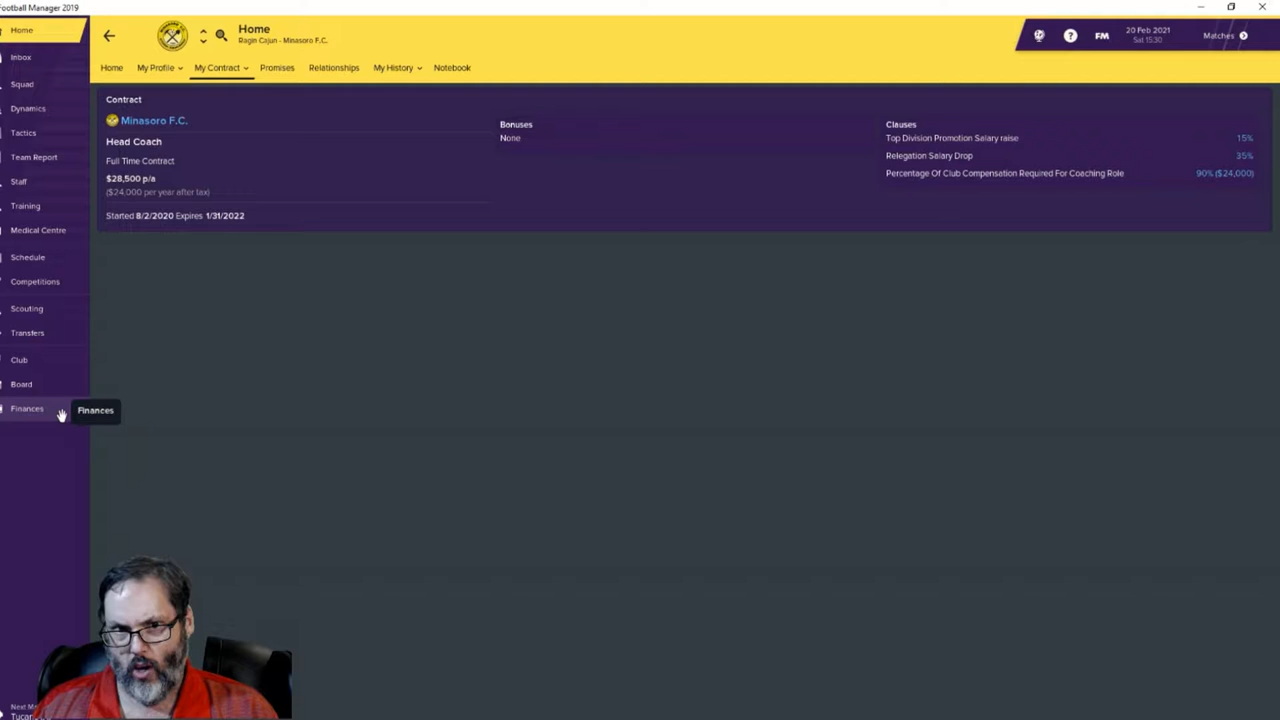 Football Manager 2019
Home
Inbox
Squad
Dynamics
Tactics
Team Report
Staff
Training
Medical Centre
Schedule
Competitions
Scouting
Transfers
Club
Board
Finances
Finances
Home
Ragin Cajun - Minasoro F.C.
20 Feb 2021
Sat 15:30
FM
Matches
Home My Profile My Contract Promises Relationships My History Notebook
Contract
Minasoro F.C.
Head Coach
Full Time Contract
$28,500 p/a
($24,000 per year after tax)
Started 8/2/2020 Expires 1/31/2022
Bonuses
None
Clauses
Top Division Promotion Salary raise 15%
Relegation Salary Drop 35%
Percentage Of Club Compensation Required For Coaching Role 90% ($24,000)